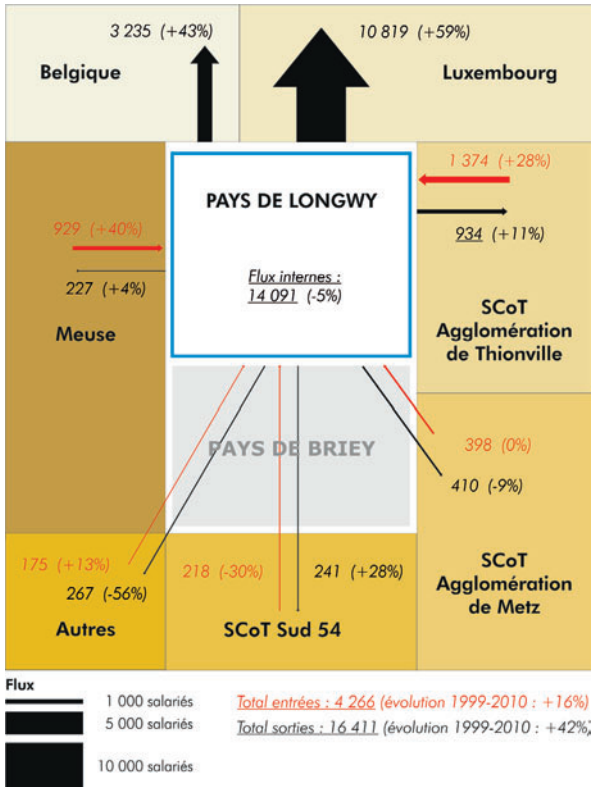 3 235 (+43%)
Belgique
10 819 (+59%)
Luxembourg
1 374 (+28%)
PAYS DE LONGWY
929 (+40%)
934 (+11%)
Flux internes :
14 091 (-5%)
227 (+4%)
Meuse
SCoT
Agglomération
de Thionville
PAYS DE BRIEY
398 (0%)
410 (-9%)
175 (+13%)
267 (-56%)
Autres
218 (-30%)
241 (+28%)
SCoT Sud 54
SCoT
Agglomération
de Metz
Flux
1 000 salariés
5 000 salariés
10 000 salariés
Total entrées : 4 266 (évolution 1999-2010 : +16%)
Total sorties : 16 411 (évolution 1999-2010 : +42%)